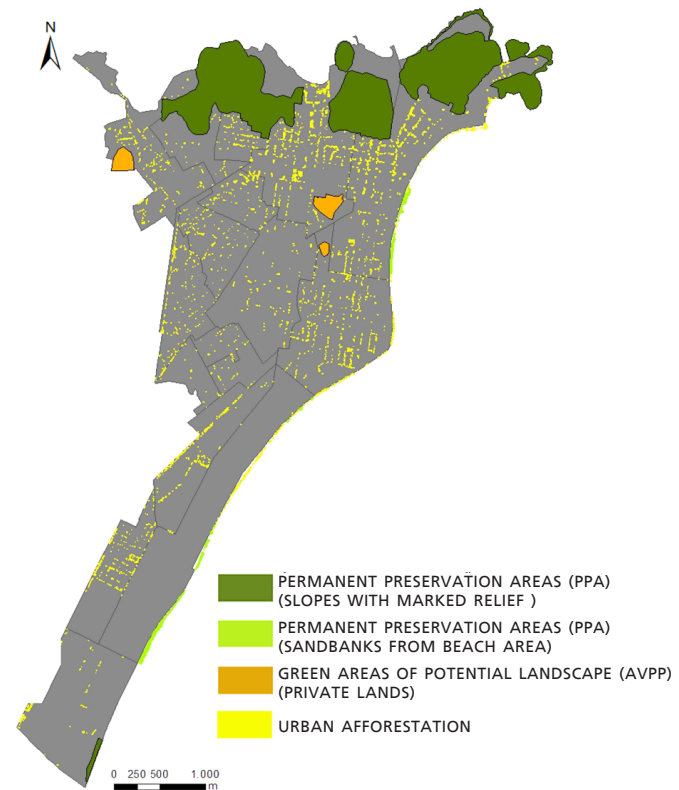 N
PERMANENT PRESERVATION AREAS (PPA)
(SLOPES WITH MARKED RELIEF )
PERMANENT PRESERVATION AREAS (PPA)
(SANDBANKS FROM BEACH AREA)
GREEN AREAS OF POTENTIAL LANDSCAPE (AVPP)
(PRIVATE LANDS)
URBAN AFFORESTATION
0 250 500 1.000
m